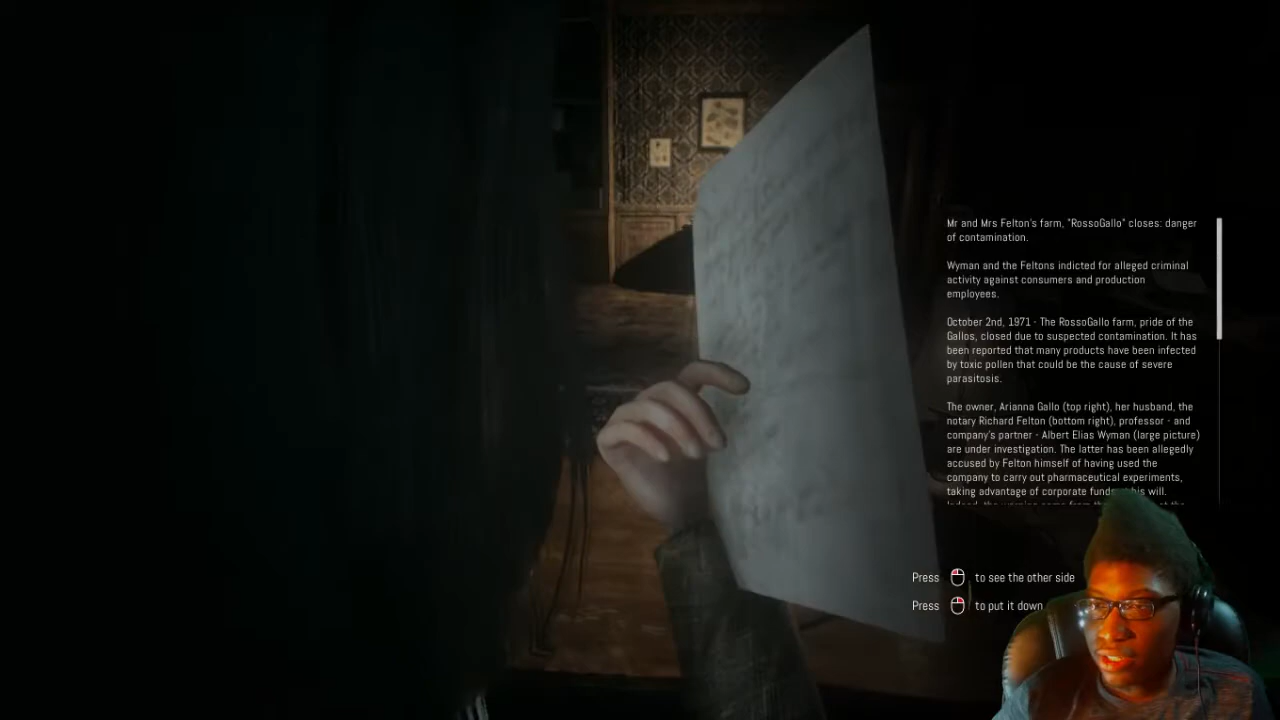 Mr and Mrs Felton's farm, "RossoGallo" closes: danger
of contamination.
Wyman and the Feltons indicted for alleged criminal
activity against consumers and production
employees.
October 2nd, 1971 - The RossoGallo farm, pride of the
Gallos, closed due to suspected contamination. It has
been reported that many products have been infected
by toxic pollen that could be the cause of severe
parasitosis.
The owner, Arianna Gallo (top right), her husband, the
notary Richard Felton (bottom right), professor - and
company's partner - Albert Elias Wyman (large picture)
are under investigation. The latter has been allegedly
accused by Felton himself of having used the
company to carry out pharmaceutical experiments,
taking advantage of corporate funds his will.
Press to see the other side
Press to put it down